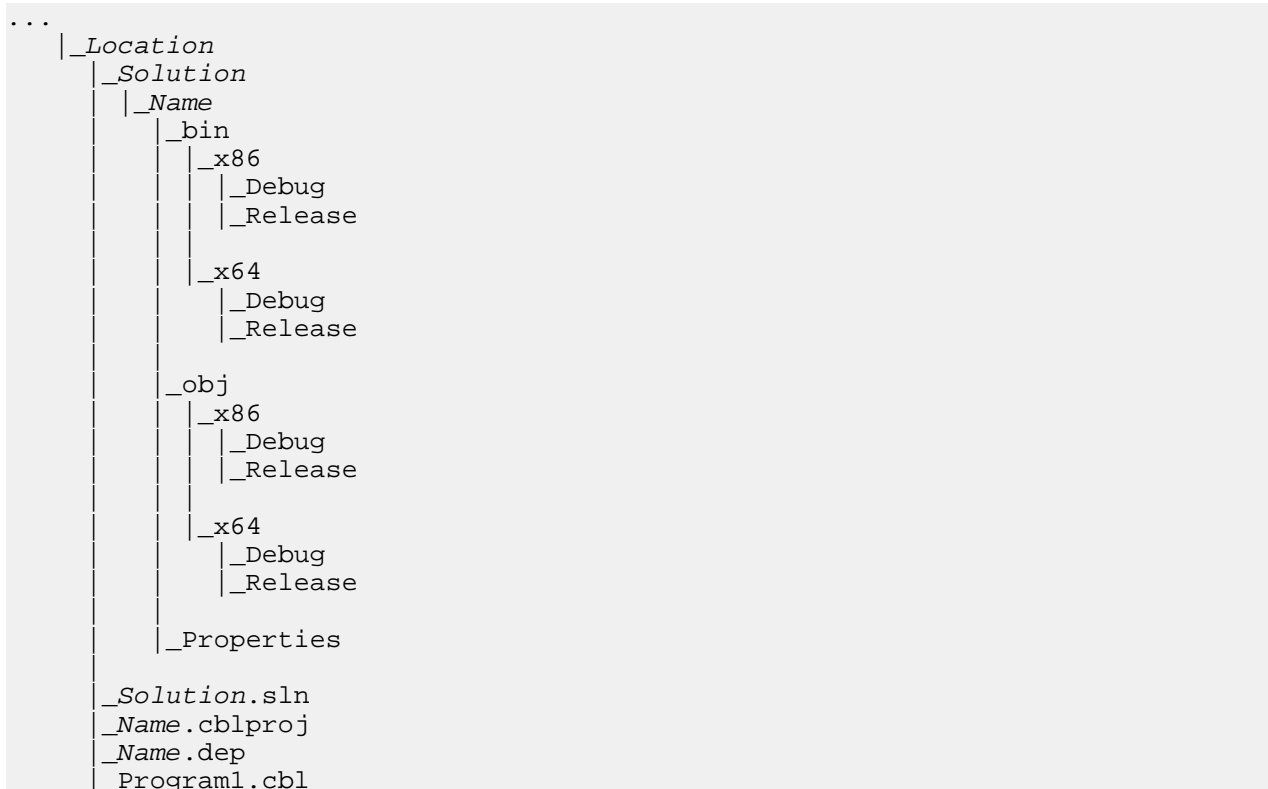 ...
   |_Location
     |_Solution
     | |_Name
     |   |_bin
     |   | |_x86
     |   | | |_Debug
     |   | | |_Release
     |   | |
     |   | |_x64
     |   |   |_Debug
     |   |   |_Release
     |   |
     |   |_obj
     |   | |_x86
     |   | | |_Debug
     |   | | |_Release
     |   | |
     |   | |_x64
     |   |   |_Debug
     |   |   |_Release
     |   |
     |   |_Properties
     |
     |_Solution.sln
     |_Name.cblproj
     |_Name.dep
     |_Program1.cbl